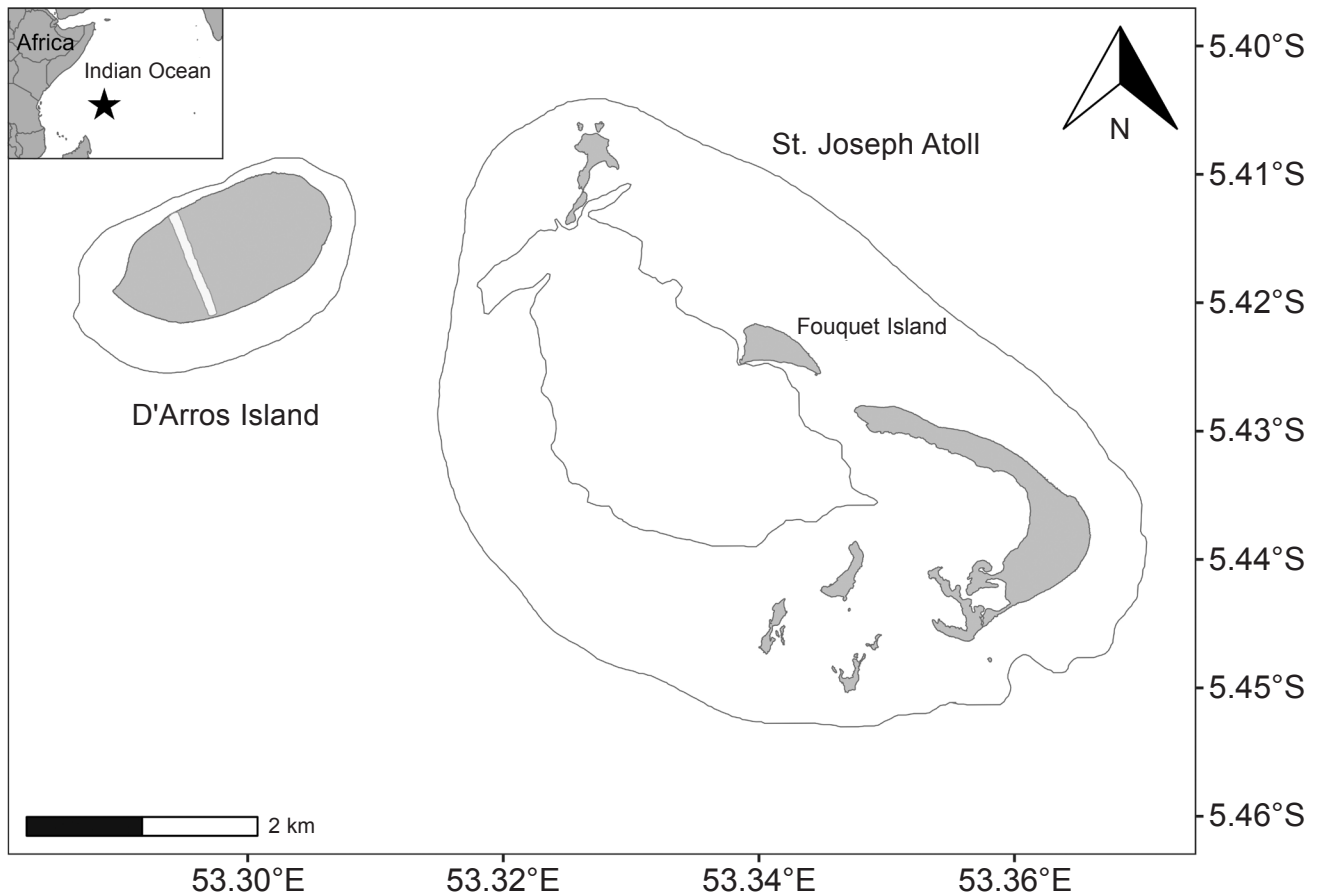 Africa
Indian Ocean
N
St. Joseph Atoll
Fouquet Island
D'Arros Island
2 km
5.40°S
5.41°S
5.42°S
5.43°S
5.44°S
5.45°S
5.46°S
53.30°E
53.32°E
53.34°E
53.36°E